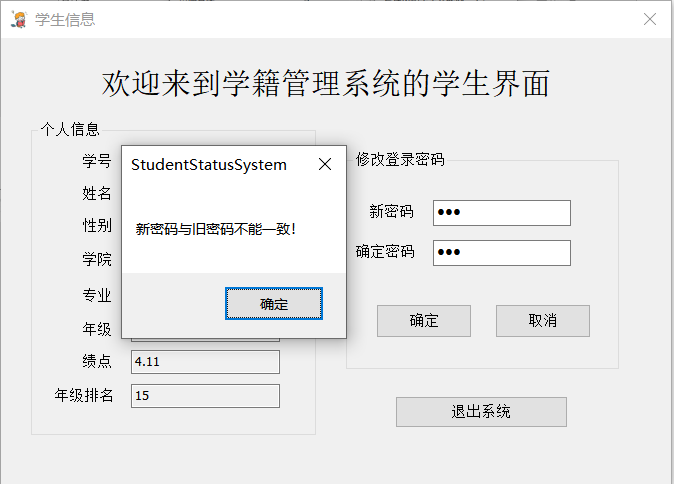 学生信息
欢迎来到学籍管理系统的学生界面
个人信息
学号
姓名
性别
学院
专业
年级
绩点 4.11
年级排名 15
StudentStatusSystem
新密码与旧密码不能一致！
确定
修改登录密码
新密码 ●●●
确定密码 ●●●
确定 取消
退出系统